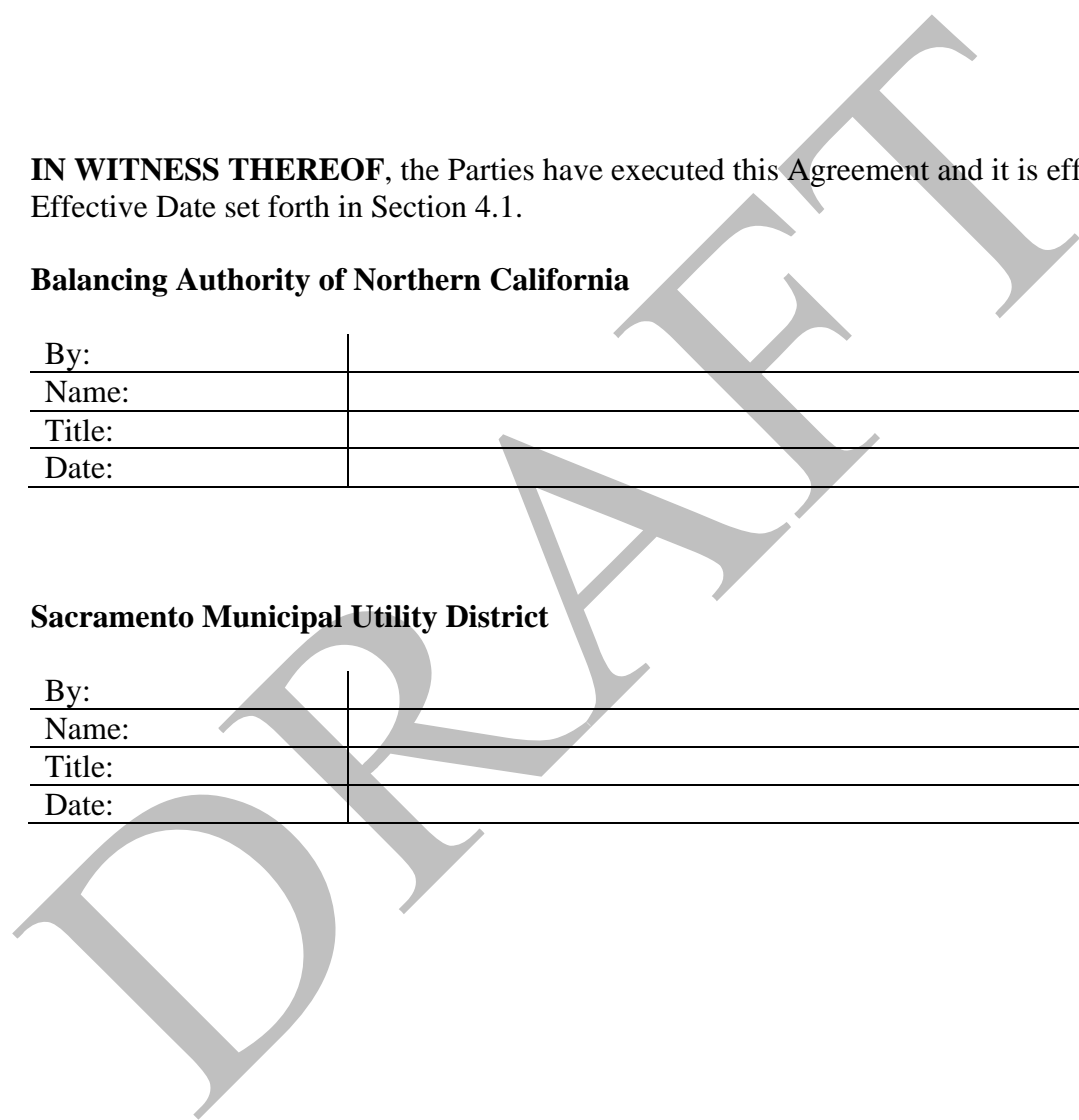 IN WITNESS THEREOF, the Parties have executed this Agreement and it is eff
Effective Date set forth in Section 4.1.
Balancing Authority of Northern California
By:
Name:
Title:
Date:
Sacramento Municipal Utility District
By:
Name:
Title:
Date:
DRAFT